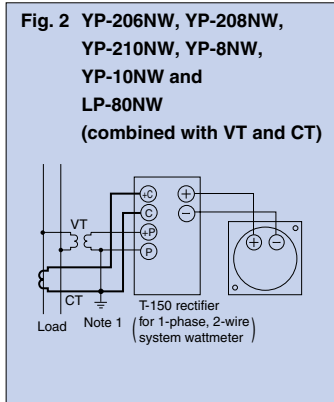 Fig. 2 YP-206NW, YP-208NW,
YP-210NW, YP-8NW,
YP-10NW and
LP-80NW
(combined with VT and CT)
+C
+
C
−
VT
+P
+ −
P
CT
Load
Note 1
T-150 rectifier
(for 1-phase, 2-wire
system wattmeter)